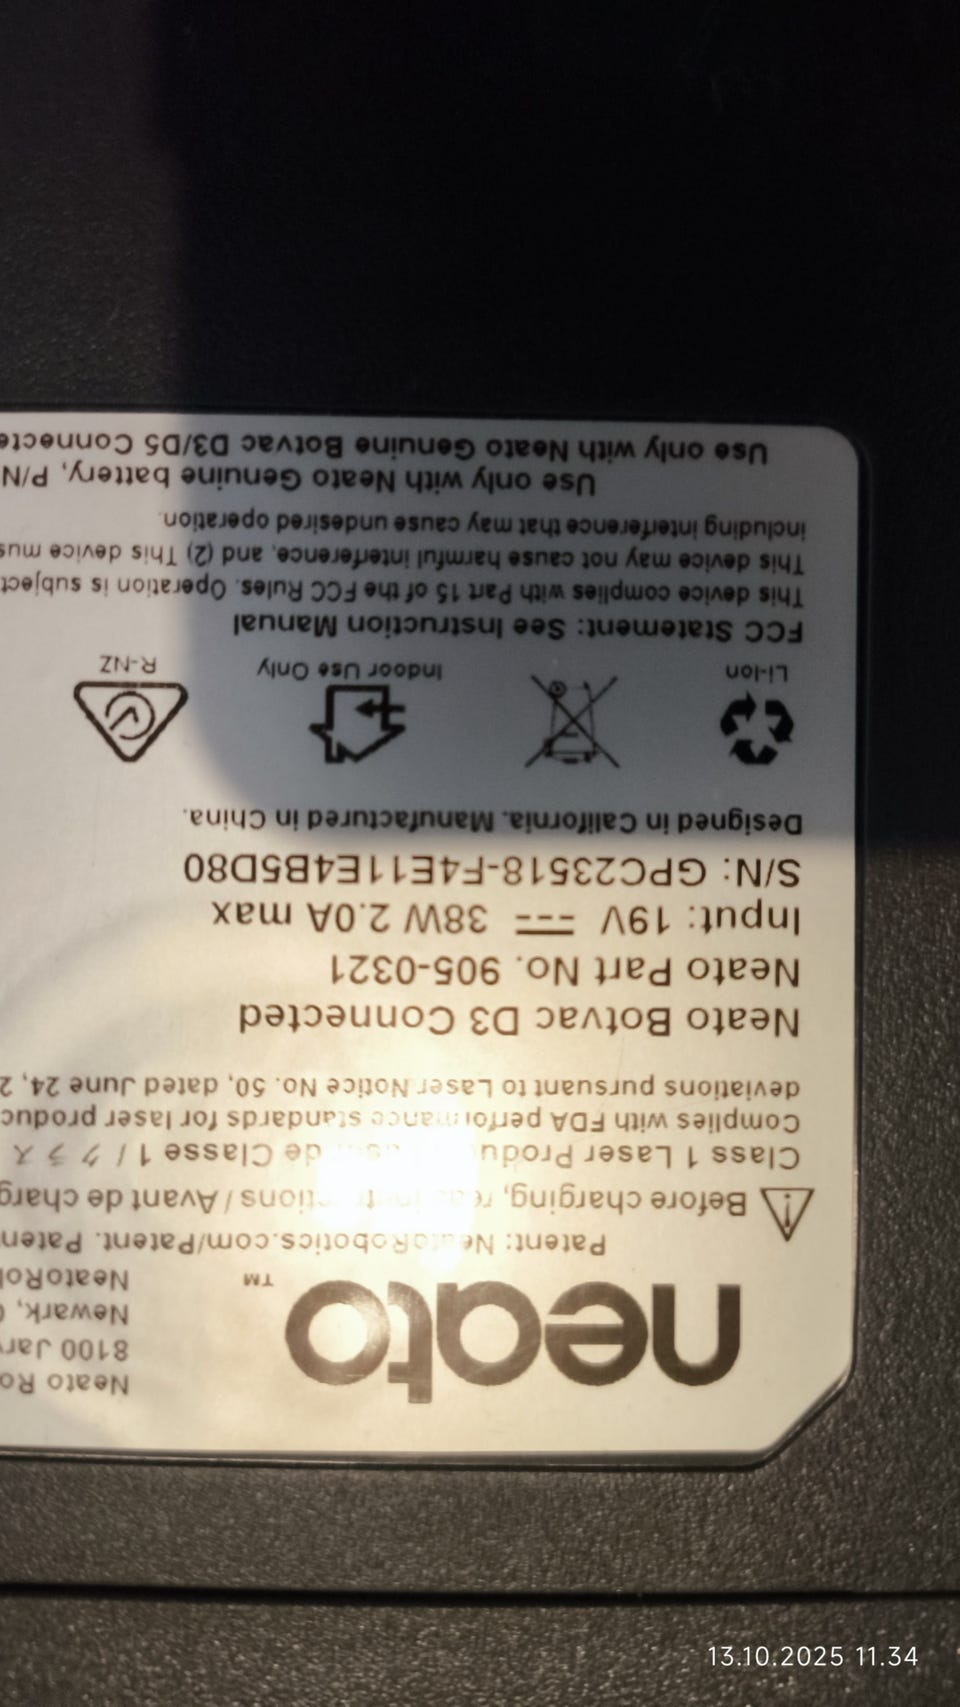 neato™
Neato Ro
8100 Jar
Newark,
NeatoRo
Patent: NeatoRobotics.com/Patent. Paten
Before charging, read instructions / Avant de charg
Class 1 Laser Produ de Classe 1 / クラス
Complies with FDA performance standards for laser produc
deviations pursuant to Laser Notice No. 50, dated June 24, 2
Neato Botvac D3 Connected
Neato Part No. 905-0321
Input: 19V 38W 2.0A max
S/N: GPC23518-F4E11E4B5D80
Designed in California. Manufactured in China.
Li-Ion
Indoor Use Only
R-NZ
FCC Statement: See Instruction Manual
This device complies with Part 15 of the FCC Rules. Operation is subject
This device may not cause harmful interference, and (2) This device mus
including interference that may cause undesired operation.
Use only with Neato Genuine battery, P/N
Use only with Neato Genuine Botvac D3/D5 Connecte
13.10.2025 11.34